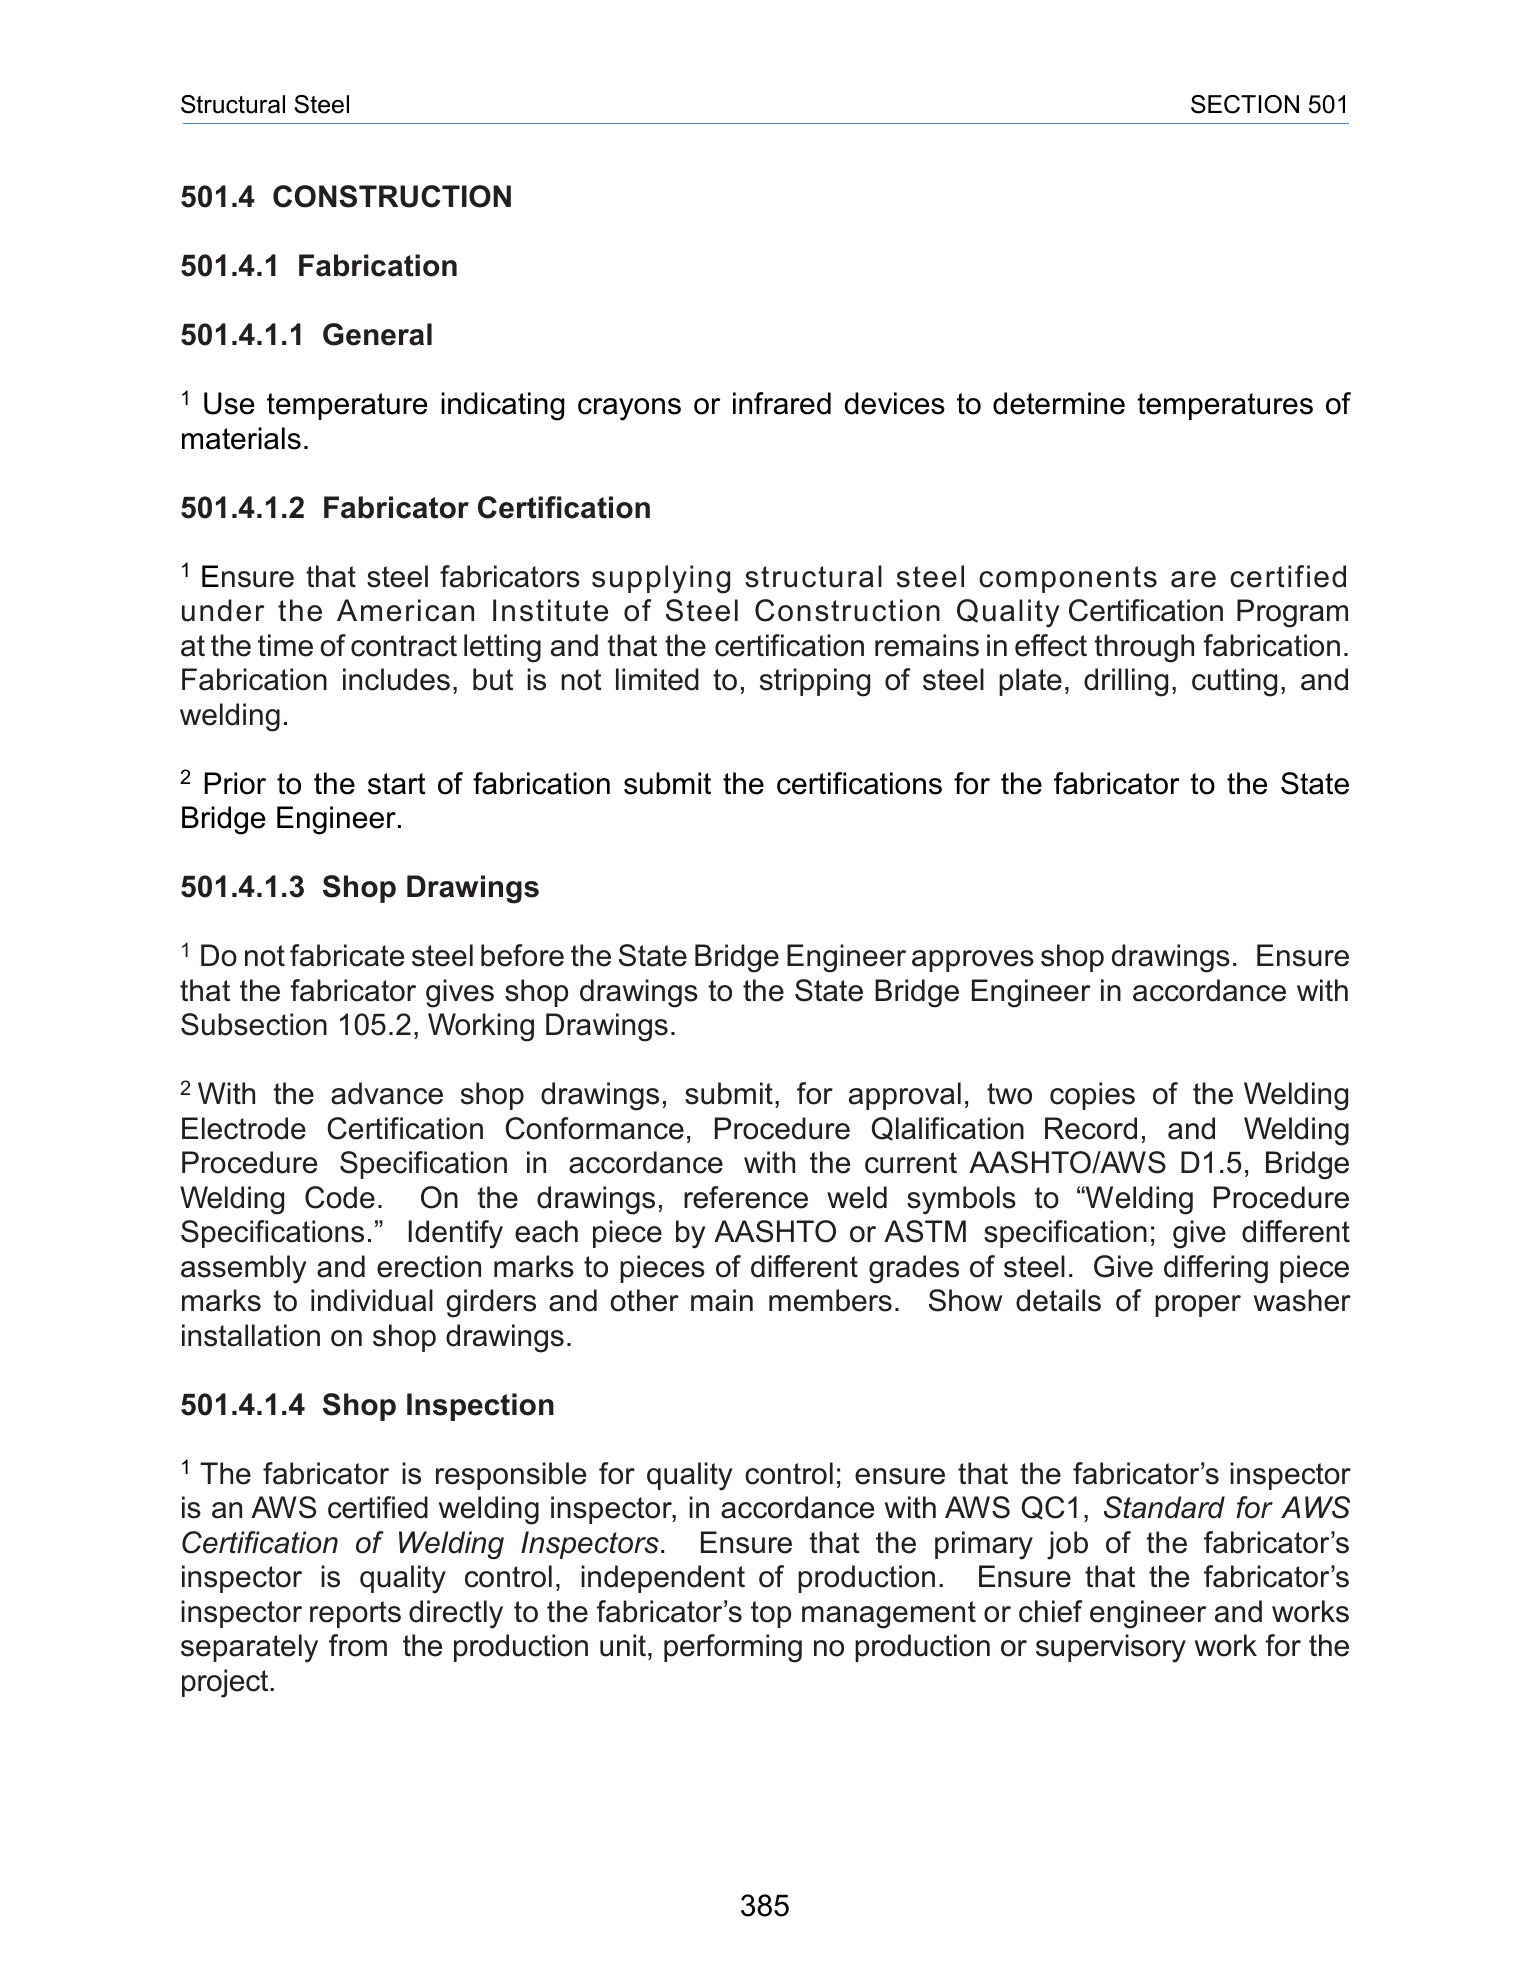 Structural Steel SECTION 501
501.4 CONSTRUCTION
501.4.1 Fabrication
501.4.1.1 General
1 Use temperature indicating crayons or infrared devices to determine temperatures of
materials.
501.4.1.2 Fabricator Certification
1 Ensure that steel fabricators supplying structural steel components are certified
under the American Institute of Steel Construction Quality Certification Program
at the time of contract letting and that the certification remains in effect through fabrication.
Fabrication includes, but is not limited to, stripping of steel plate, drilling, cutting, and
welding.
2 Prior to the start of fabrication submit the certifications for the fabricator to the State
Bridge Engineer.
501.4.1.3 Shop Drawings
1 Do not fabricate steel before the State Bridge Engineer approves shop drawings. Ensure
that the fabricator gives shop drawings to the State Bridge Engineer in accordance with
Subsection 105.2, Working Drawings.
2 With the advance shop drawings, submit, for approval, two copies of the Welding
Electrode Certification Conformance, Procedure Qlalification Record, and Welding
Procedure Specification in accordance with the current AASHTO/AWS D1.5, Bridge
Welding Code. On the drawings, reference weld symbols to “Welding Procedure
Specifications.” Identify each piece by AASHTO or ASTM specification; give different
assembly and erection marks to pieces of different grades of steel. Give differing piece
marks to individual girders and other main members. Show details of proper washer
installation on shop drawings.
501.4.1.4 Shop Inspection
1 The fabricator is responsible for quality control; ensure that the fabricator’s inspector
is an AWS certified welding inspector, in accordance with AWS QC1, Standard for AWS
Certification of Welding Inspectors. Ensure that the primary job of the fabricator’s
inspector is quality control, independent of production. Ensure that the fabricator’s
inspector reports directly to the fabricator’s top management or chief engineer and works
separately from the production unit, performing no production or supervisory work for the
project.
385